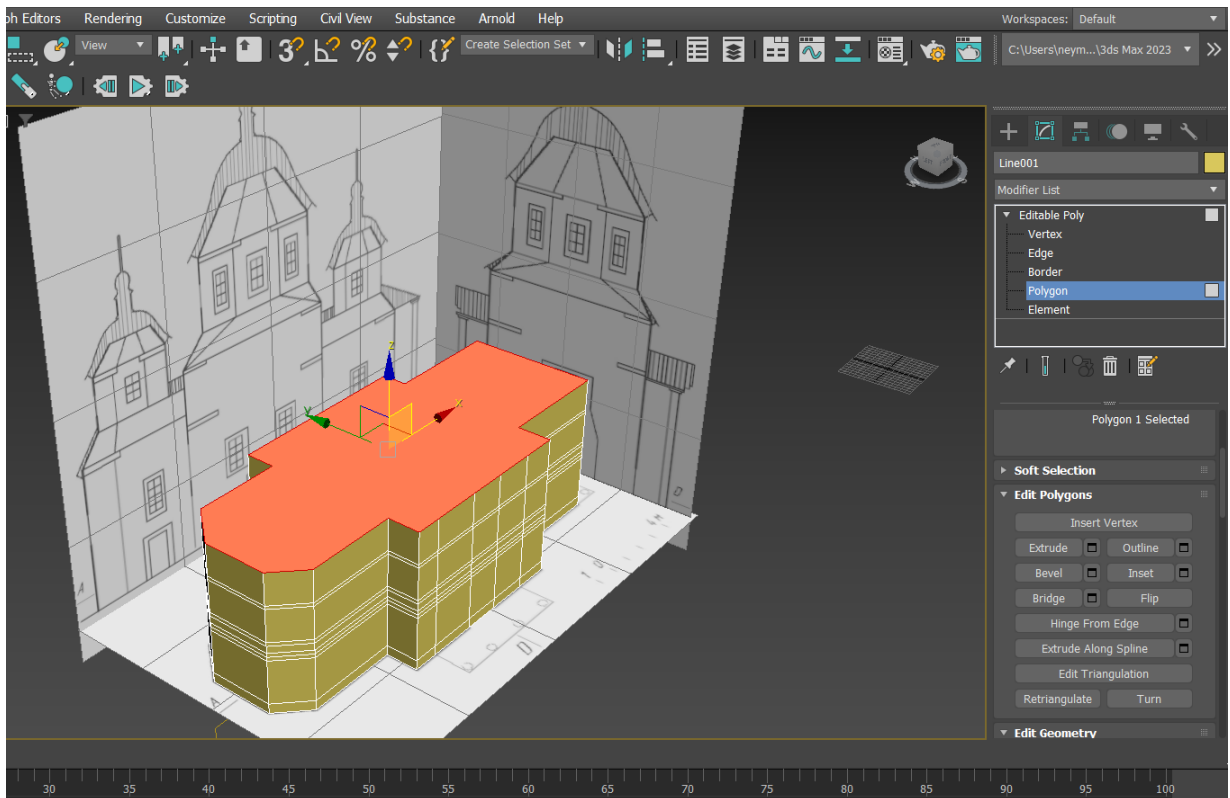 ph Editors Rendering Customize Scripting Civil View Substance Arnold Help Workspaces: Default
View Create Selection Set C:\Users\neym...\3ds Max 2023
Line001
Modifier List
Editable Poly
Vertex
Edge
Border
Polygon
Element
Polygon 1 Selected
Soft Selection
Edit Polygons
Insert Vertex
Extrude Outline
Bevel Inset
Bridge Flip
Hinge From Edge
Extrude Along Spline
Edit Triangulation
Retriangulate Turn
Edit Geometry
z
x
y
30 35 40 45 50 55 60 65 70 75 80 85 90 95 100